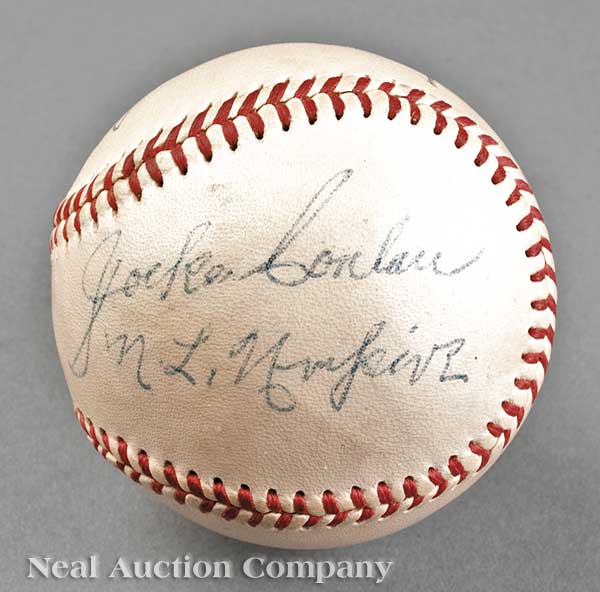 Jocko Conlan
N L. Umpire
Neal Auction Company